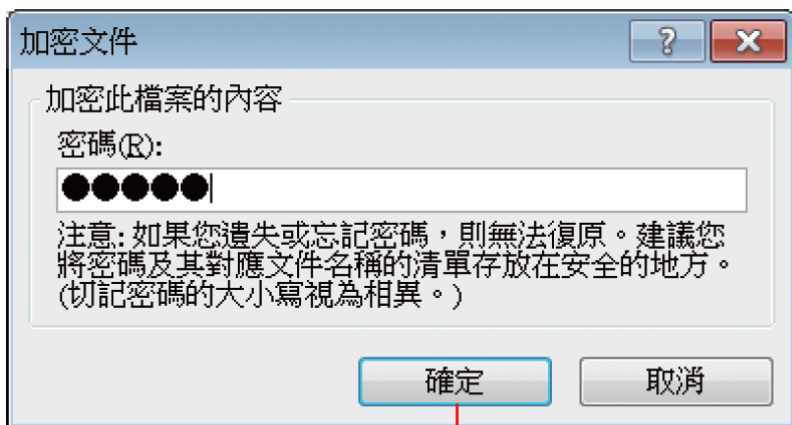 加密文件
加密此檔案的內容
密碼(R):
●●●●●
注意: 如果您遺失或忘記密碼，則無法復原。建議您
將密碼及其對應文件名稱的清單存放在安全的地方。
(切記密碼的大小寫視為相異。)
確定 取消